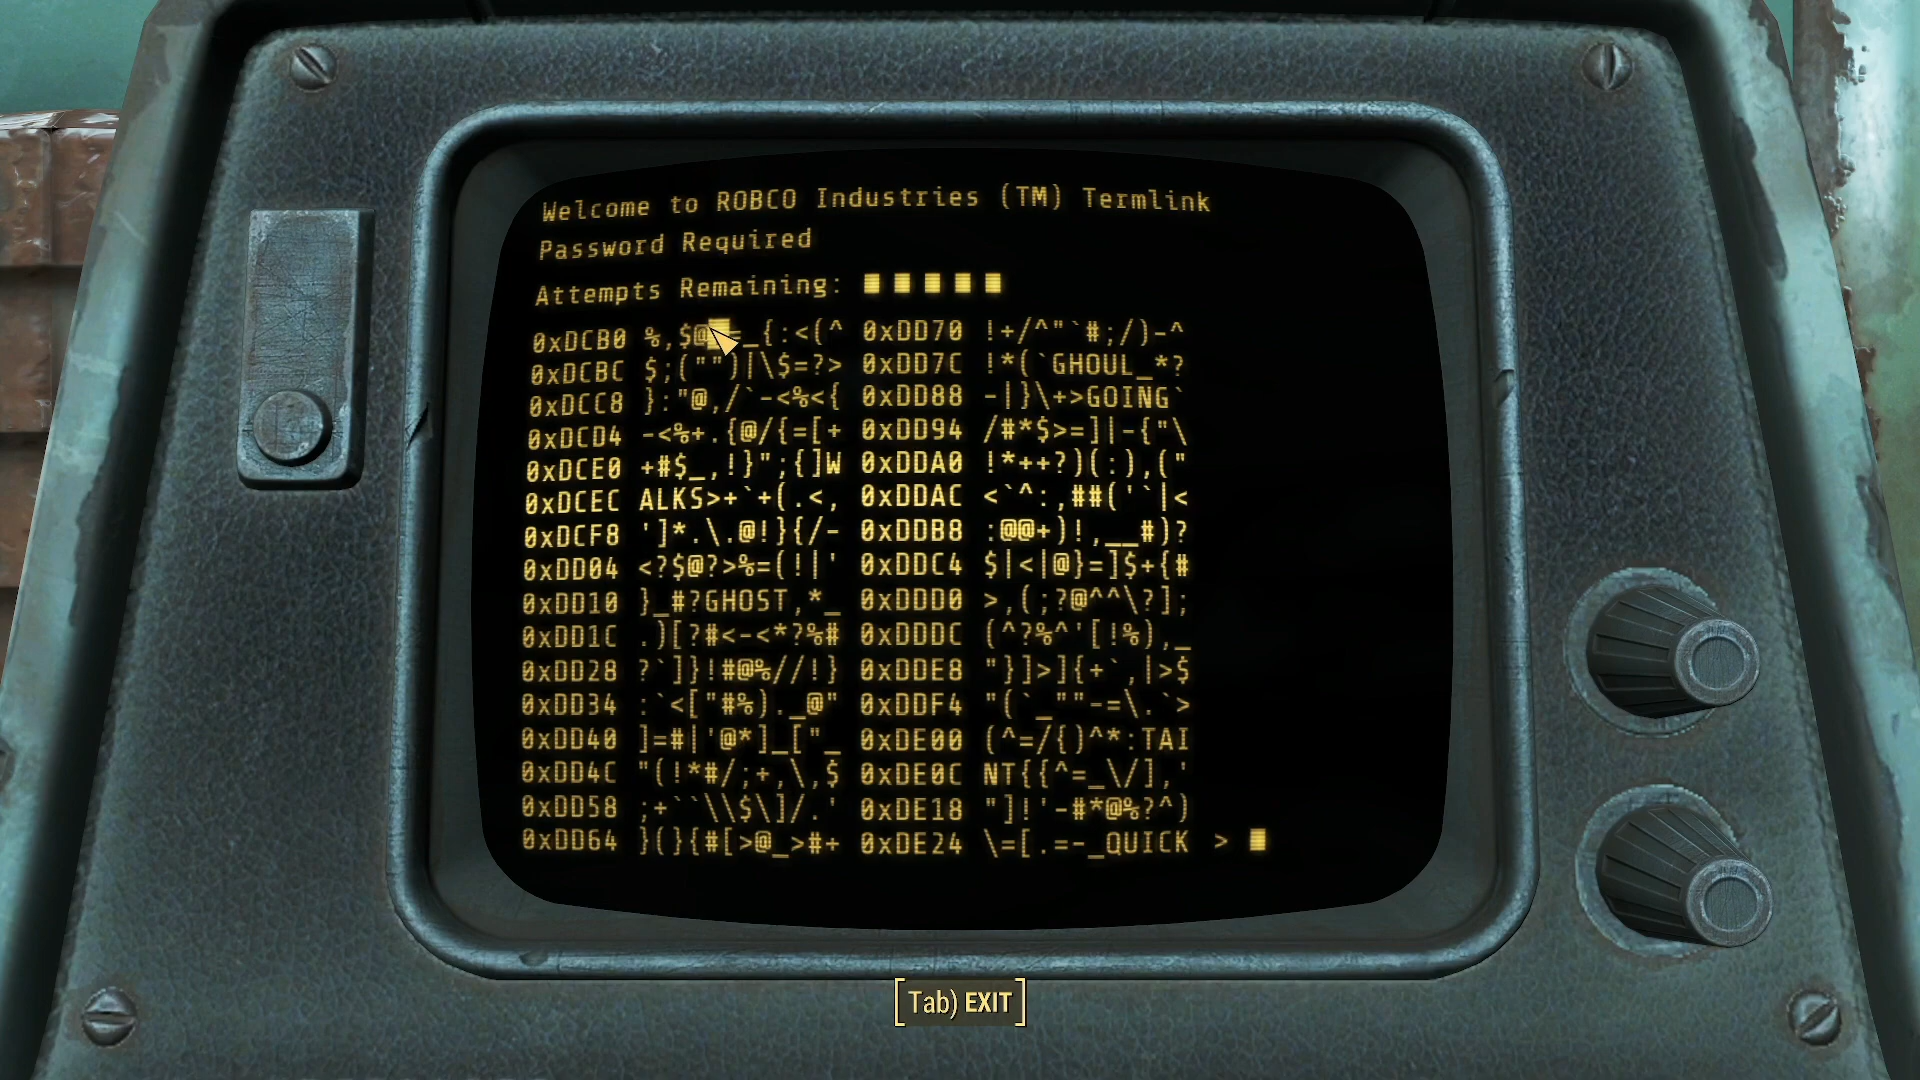 Welcome to ROBCO Industries (TM) Termlink
Password Required
Attempts Remaining: ■ ■ ■ ■ ■
0xDCB0 %,$@■=_{:<(^ 0xDD70 !+/^"`#;/)-^
0xDCBC $;("")|\$=?> 0xDD7C !*(`GHOUL_*?
0xDCC8 }:"@,/`-<%<{ 0xDD88 -|}\+>GOING`
0xDCD4 -<%+.{@/{=[+ 0xDD94 /#*$>=]|-{"\
0xDCE0 +#$_,!}";{]W 0xDDA0 !*++?)(:),("
0xDCEC ALKS>+`+(.<, 0xDDAC <`^:,##('`|<
0xDCF8 ']*.\.@!}{/- 0xDDB8 :@@+)!,__#)?
0xDD04 <?$@?>%=(!|' 0xDDC4 $|<|@}=]$+{#
0xDD10 }_#?GHOST,*_ 0xDDD0 >,(;?@^^\?];
0xDD1C .)[?#<-<*?%# 0xDDDC (^?%^'[!%),_
0xDD28 ?`]}!#@%//!} 0xDDE8 "}]>]{+`,|>$
0xDD34 :`<["#%)._@" 0xDDF4 "(`_""-=\.`>
0xDD40 ]=#|'@*]_["_ 0xDE00 (^=/{)^*:TAI
0xDD4C "(!*#/;+,\,$ 0xDE0C NT{{^=_\/],'
0xDD58 ;+``\\$\]/.' 0xDE18 "]!'-#*@%?^)
0xDD64 }(){#[>@_>#+ 0xDE24 \=[.=-_QUICK > ■
[Tab) EXIT]